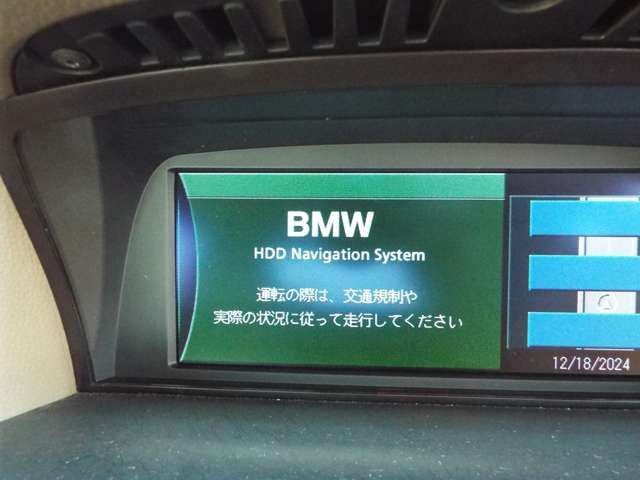 BMW
HDD Navigation System
運転の際は、交通規制や
実際の状況に従って走行してください
12/18/2024